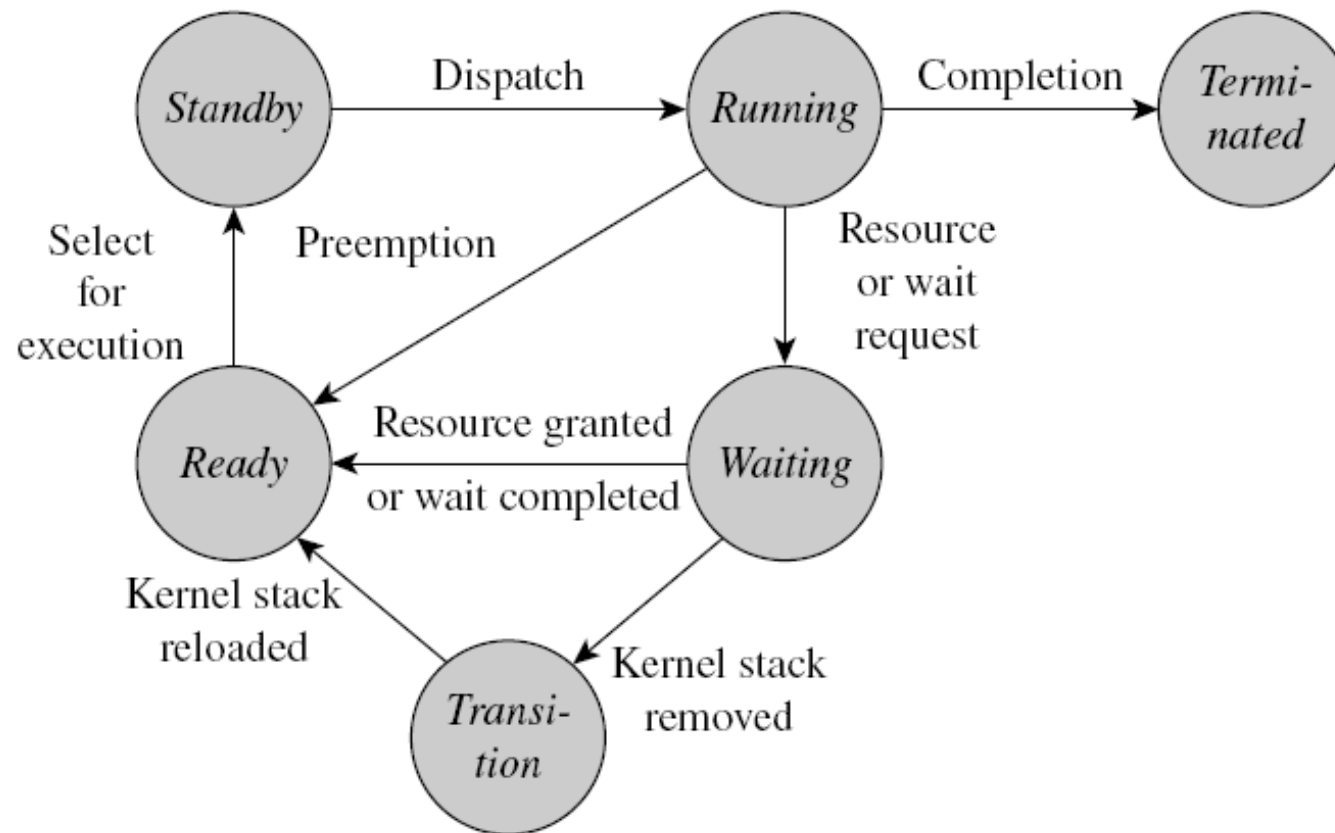 Standby
Dispatch
Running
Completion
Termi-
nated
Select
for
execution
Preemption
Resource
or wait
request
Ready
Resource granted
or wait completed
Waiting
Kernel stack
reloaded
Transi-
tion
Kernel stack
removed